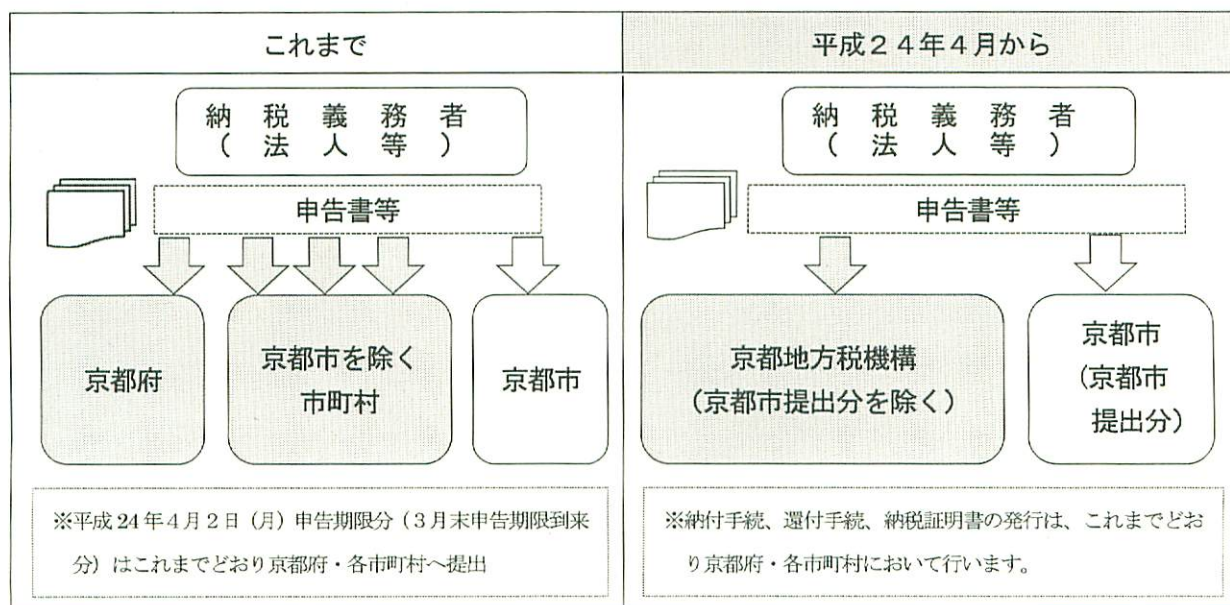 これまで
納税義務者
(法人等)
申告書等
京都府
京都市を除く
市町村
京都市
※平成24年4月2日（月）申告期限分（3月末申告期限到来
分）はこれまでどおり京都府・各市町村へ提出
平成２４年４月から
納税義務者
(法人等)
申告書等
京都地方税機構
(京都市提出分を除く)
京都市
(京都市
提出分)
※納付手続、還付手続、納税証明書の発行は、これまでどお
り京都府・各市町村において行います。